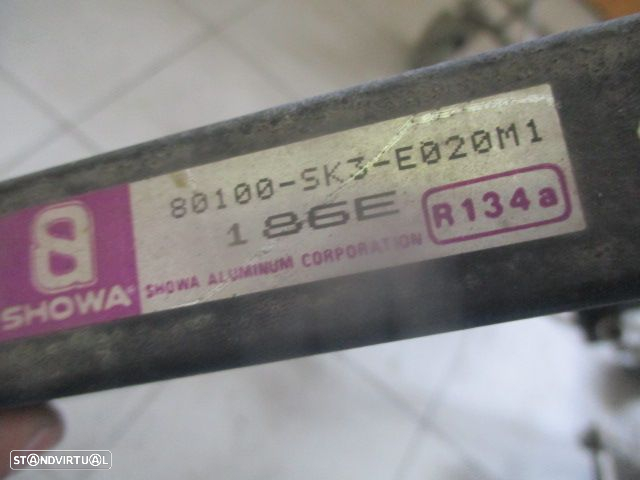 80100-SK3-E020M1
186E
R134a
SHOWA
SHOWA ALUMINUM CORPORATION
STANDVIRTUAL